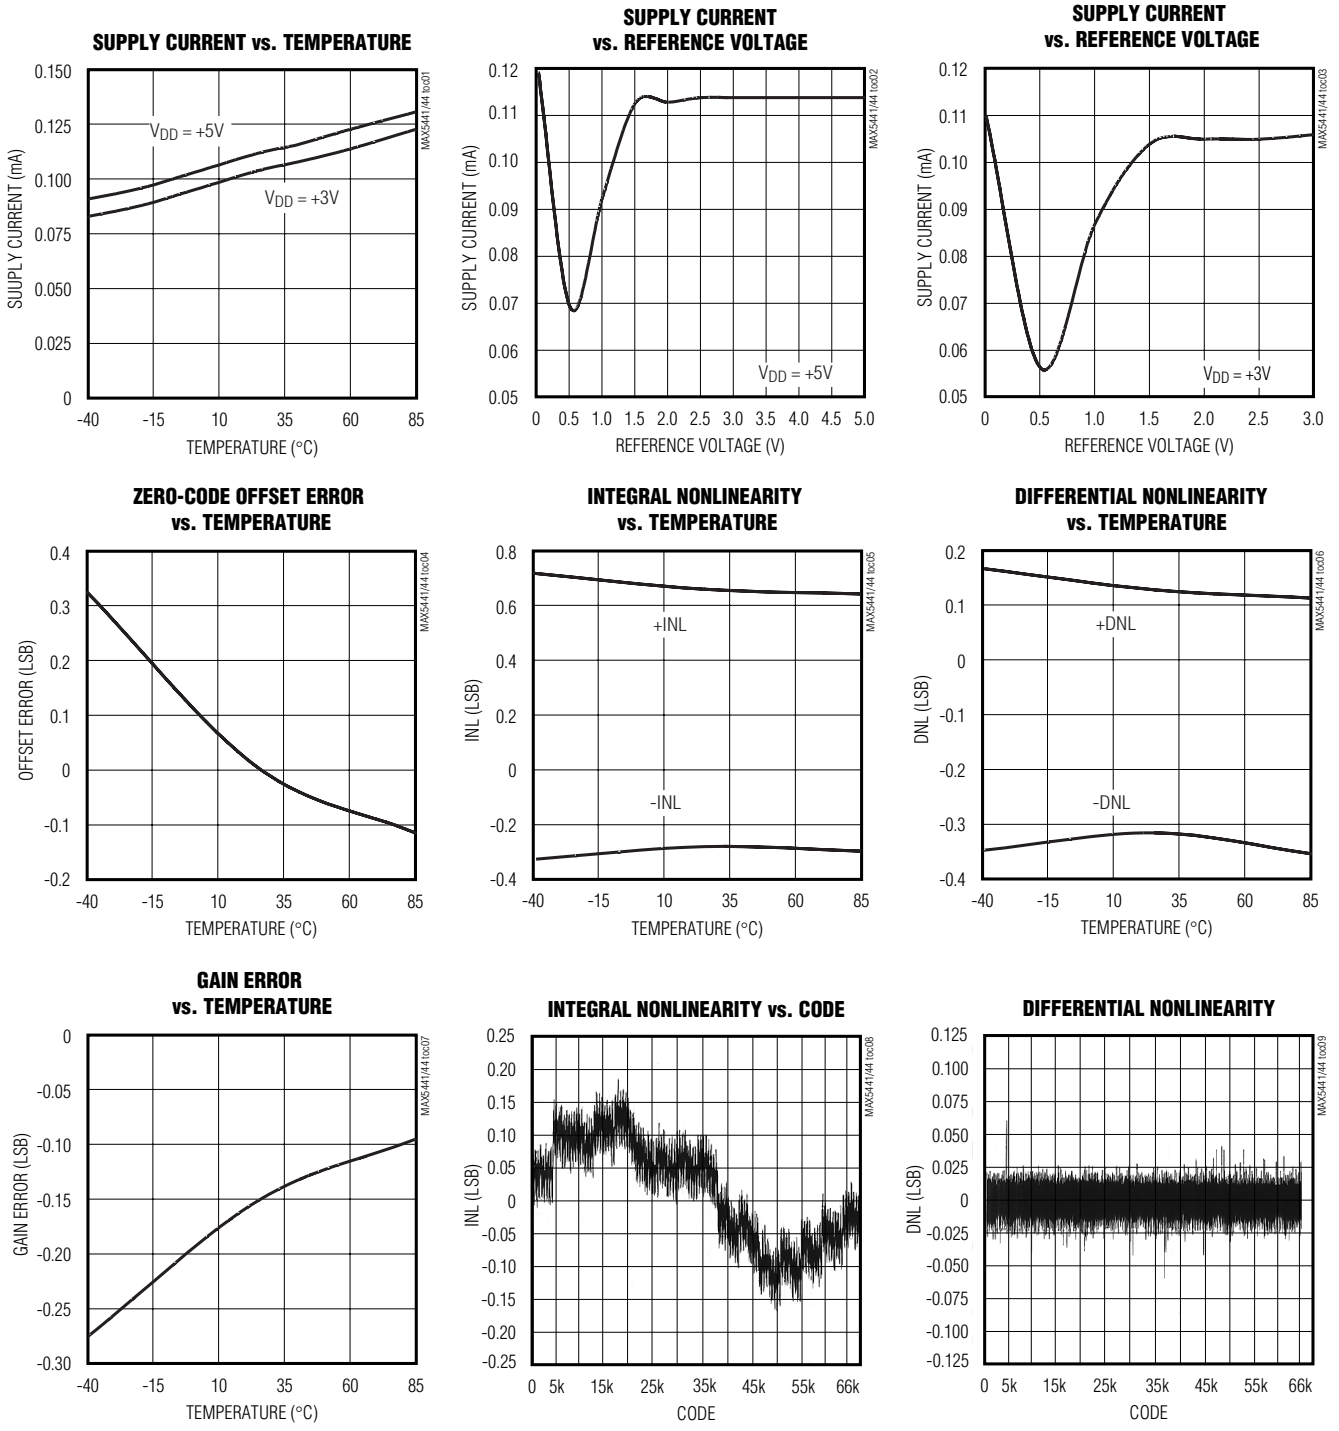 SUPPLY CURRENT vs. TEMPERATURE
MAX5441/44 toc01
SUUPLY CURRENT (mA)
0.150
0.125
0.100
0.075
0.050
0.025
0
VDD = +5V
VDD = +3V
-40 -15 10 35 60 85
TEMPERATURE (°C)
SUPPLY CURRENT
vs. REFERENCE VOLTAGE
MAX5441/44 toc02
SUPPLY CURRENT (mA)
0.12
0.11
0.10
0.09
0.08
0.07
0.06
0.05
VDD = +5V
0 0.5 1.0 1.5 2.0 2.5 3.0 3.5 4.0 4.5 5.0
REFERENCE VOLTAGE (V)
SUPPLY CURRENT
vs. REFERENCE VOLTAGE
MAX5441/44 toc03
SUPPLY CURRENT (mA)
0.12
0.11
0.10
0.09
0.08
0.07
0.06
0.05
VDD = +3V
0 0.5 1.0 1.5 2.0 2.5 3.0
REFERENCE VOLTAGE (V)
ZERO-CODE OFFSET ERROR
vs. TEMPERATURE
MAX5441/44 toc04
OFFSET ERROR (LSB)
0.4
0.3
0.2
0.1
0
-0.1
-0.2
-40 -15 10 35 60 85
TEMPERATURE (°C)
INTEGRAL NONLINEARITY
vs. TEMPERATURE
MAX5441/44 toc05
INL (LSB)
0.8
0.6
0.4
0.2
0
-0.2
-0.4
+INL
-INL
-40 -15 10 35 60 85
TEMPERATURE (°C)
DIFFERENTIAL NONLINEARITY
vs. TEMPERATURE
MAX5441/44 toc06
DNL (LSB)
0.2
0.1
0
-0.1
-0.2
-0.3
-0.4
+DNL
-DNL
-40 -15 10 35 60 85
TEMPERATURE (°C)
GAIN ERROR
vs. TEMPERATURE
MAX5441/44 toc07
GAIN ERROR (LSB)
0
-0.05
-0.10
-0.15
-0.20
-0.25
-0.30
-40 -15 10 35 60 85
TEMPERATURE (°C)
INTEGRAL NONLINEARITY vs. CODE
MAX5441/44 toc08
INL (LSB)
0.25
0.20
0.15
0.10
0.05
0
-0.05
-0.10
-0.15
-0.20
-0.25
0 5k 15k 25k 35k 45k 55k 66k
CODE
DIFFERENTIAL NONLINEARITY
MAX5441/44 toc09
DNL (LSB)
0.125
0.100
0.075
0.050
0.025
0
-0.025
-0.050
-0.075
-0.100
-0.125
0 5k 15k 25k 35k 45k 55k 66k
CODE